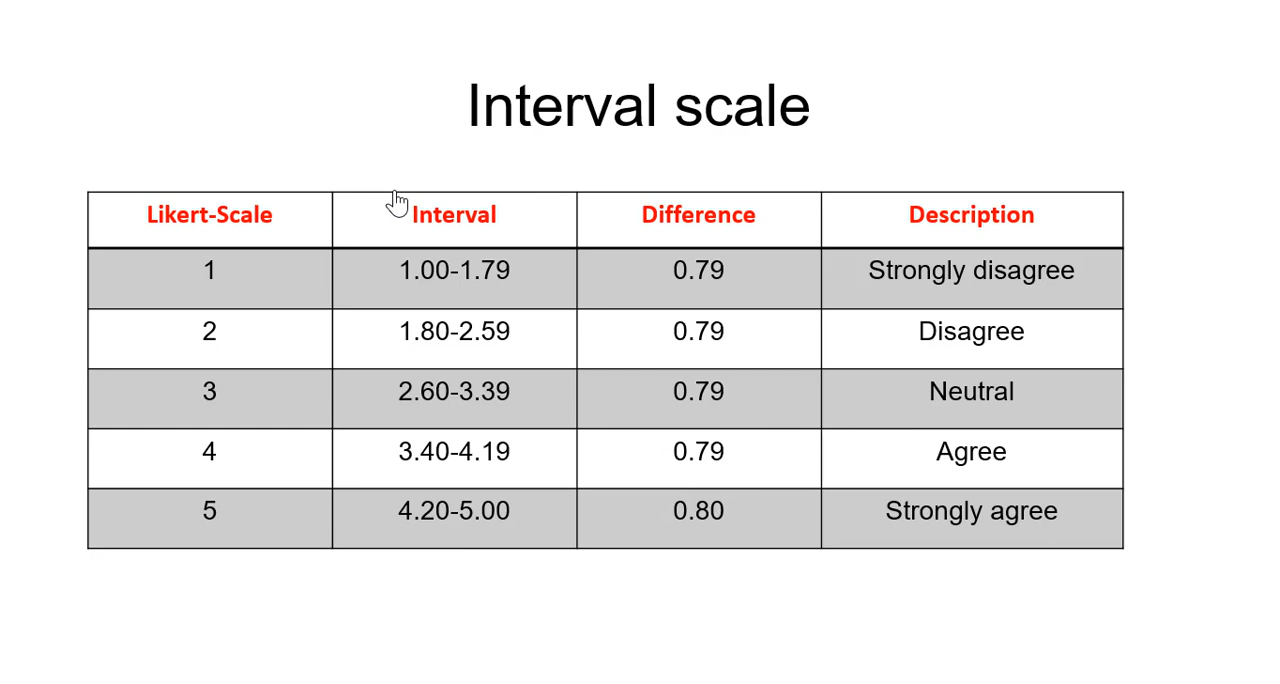 Interval scale
Likert-Scale Interval Difference Description
1 1.00-1.79 0.79 Strongly disagree
2 1.80-2.59 0.79 Disagree
3 2.60-3.39 0.79 Neutral
4 3.40-4.19 0.79 Agree
5 4.20-5.00 0.80 Strongly agree